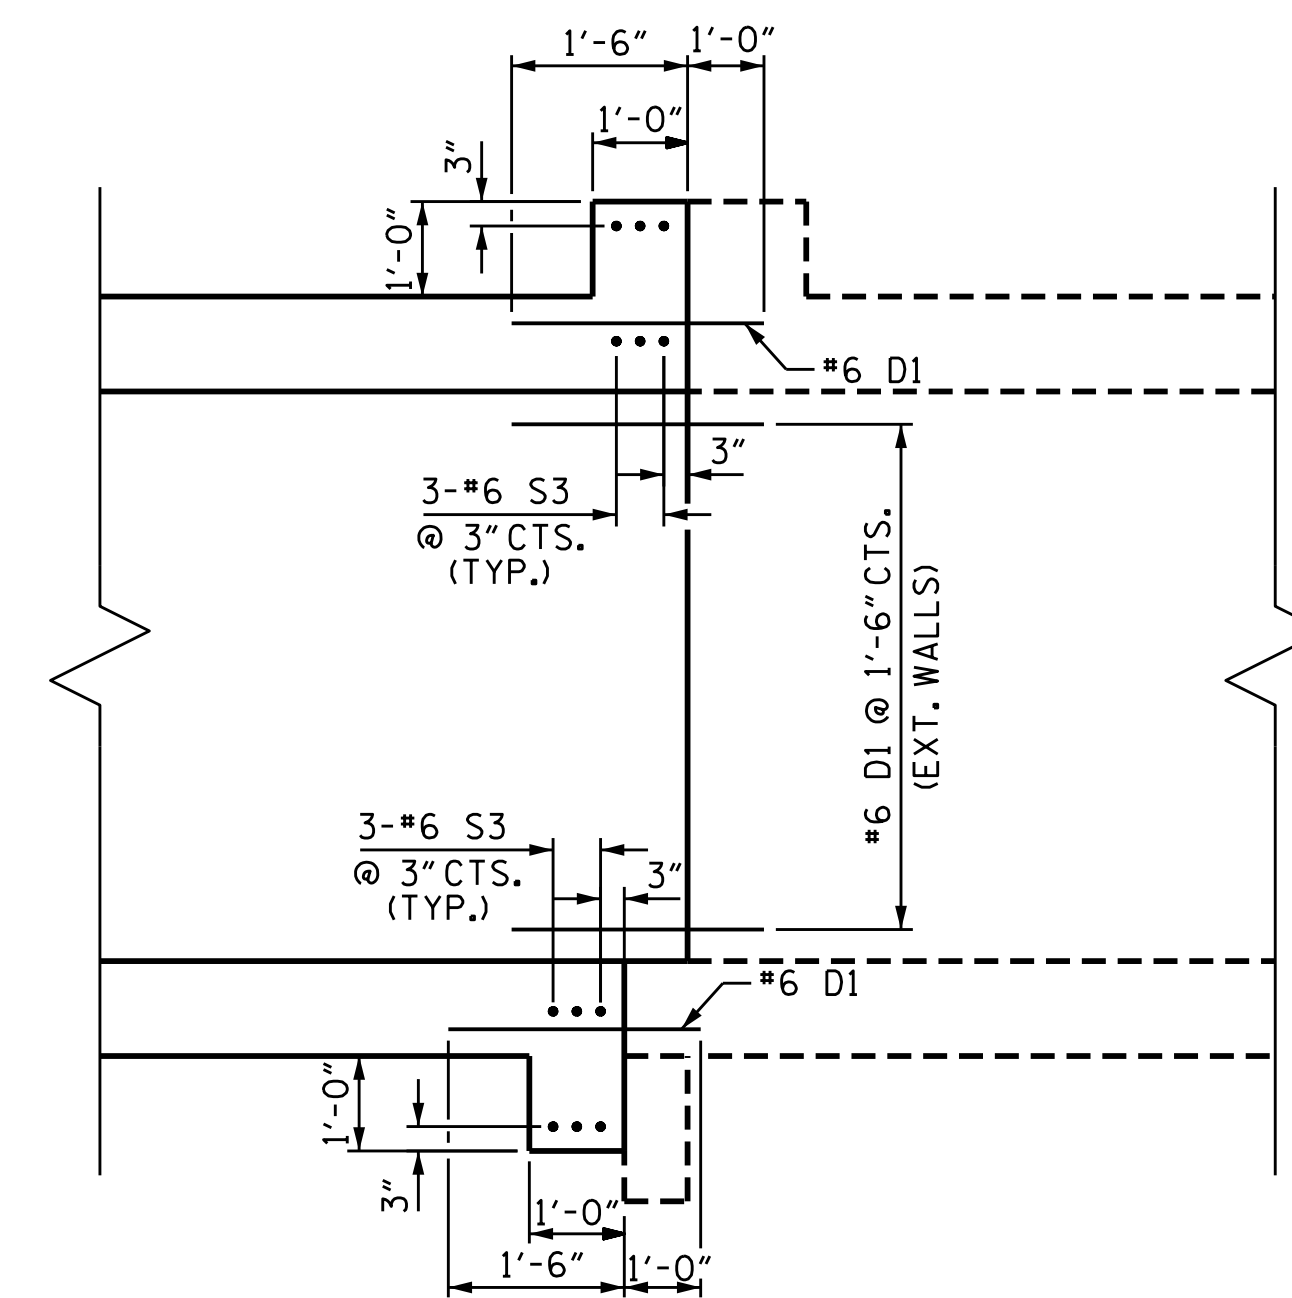 1'-6" 1'-0"
1'-0"
3"
1'-0"
#6 D1
3"
3-#6 S3
@ 3"CTS.
(TYP.)
#6 D1 @ 1'-6"CTS.
(EXT. WALLS)
3-#6 S3
@ 3"CTS.
(TYP.)
3"
#6 D1
1'-0"
3"
1'-0"
1'-6" 1'-0"